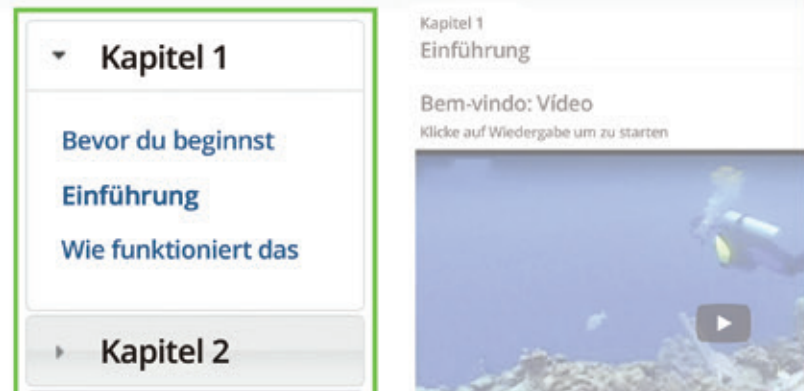 Kapitel 1
Bevor du beginnst
Einführung
Wie funktioniert das
Kapitel 2
Kapitel 1
Einführung
Bem-vindo: Vídeo
Klicke auf Wiedergabe um zu starten